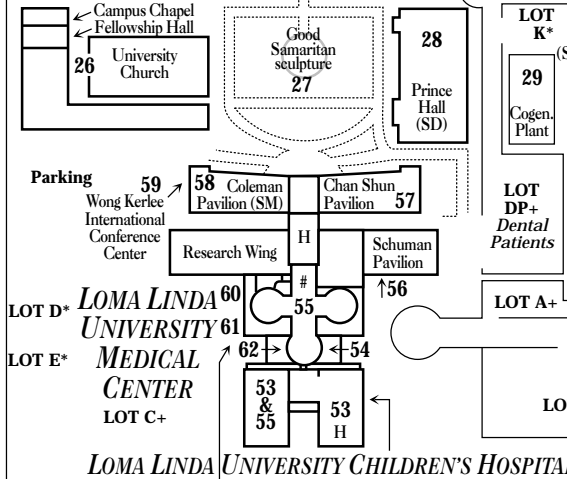 Campus Chapel
Fellowship Hall
26
University
Church
Good
Samaritan
sculpture
27
28
Prince
Hall
(SD)
LOT
K*
(S
29
Cogen.
Plant
Parking
59
Wong Kerlee
International
Conference
Center
58
Coleman
Pavilion (SM)
Chan Shun
Pavilion
57
LOT
DP+
Dental
Patients
H
Research Wing
Schuman
Pavilion
56
#
55
60
61
LOT D*
LOMA LINDA
UNIVERSITY
MEDICAL
CENTER
LOT E*
LOT C+
LOT A+
62
54
53
&
55
53
H
LO
LOMA LINDA UNIVERSITY CHILDREN'S HOSPITAL